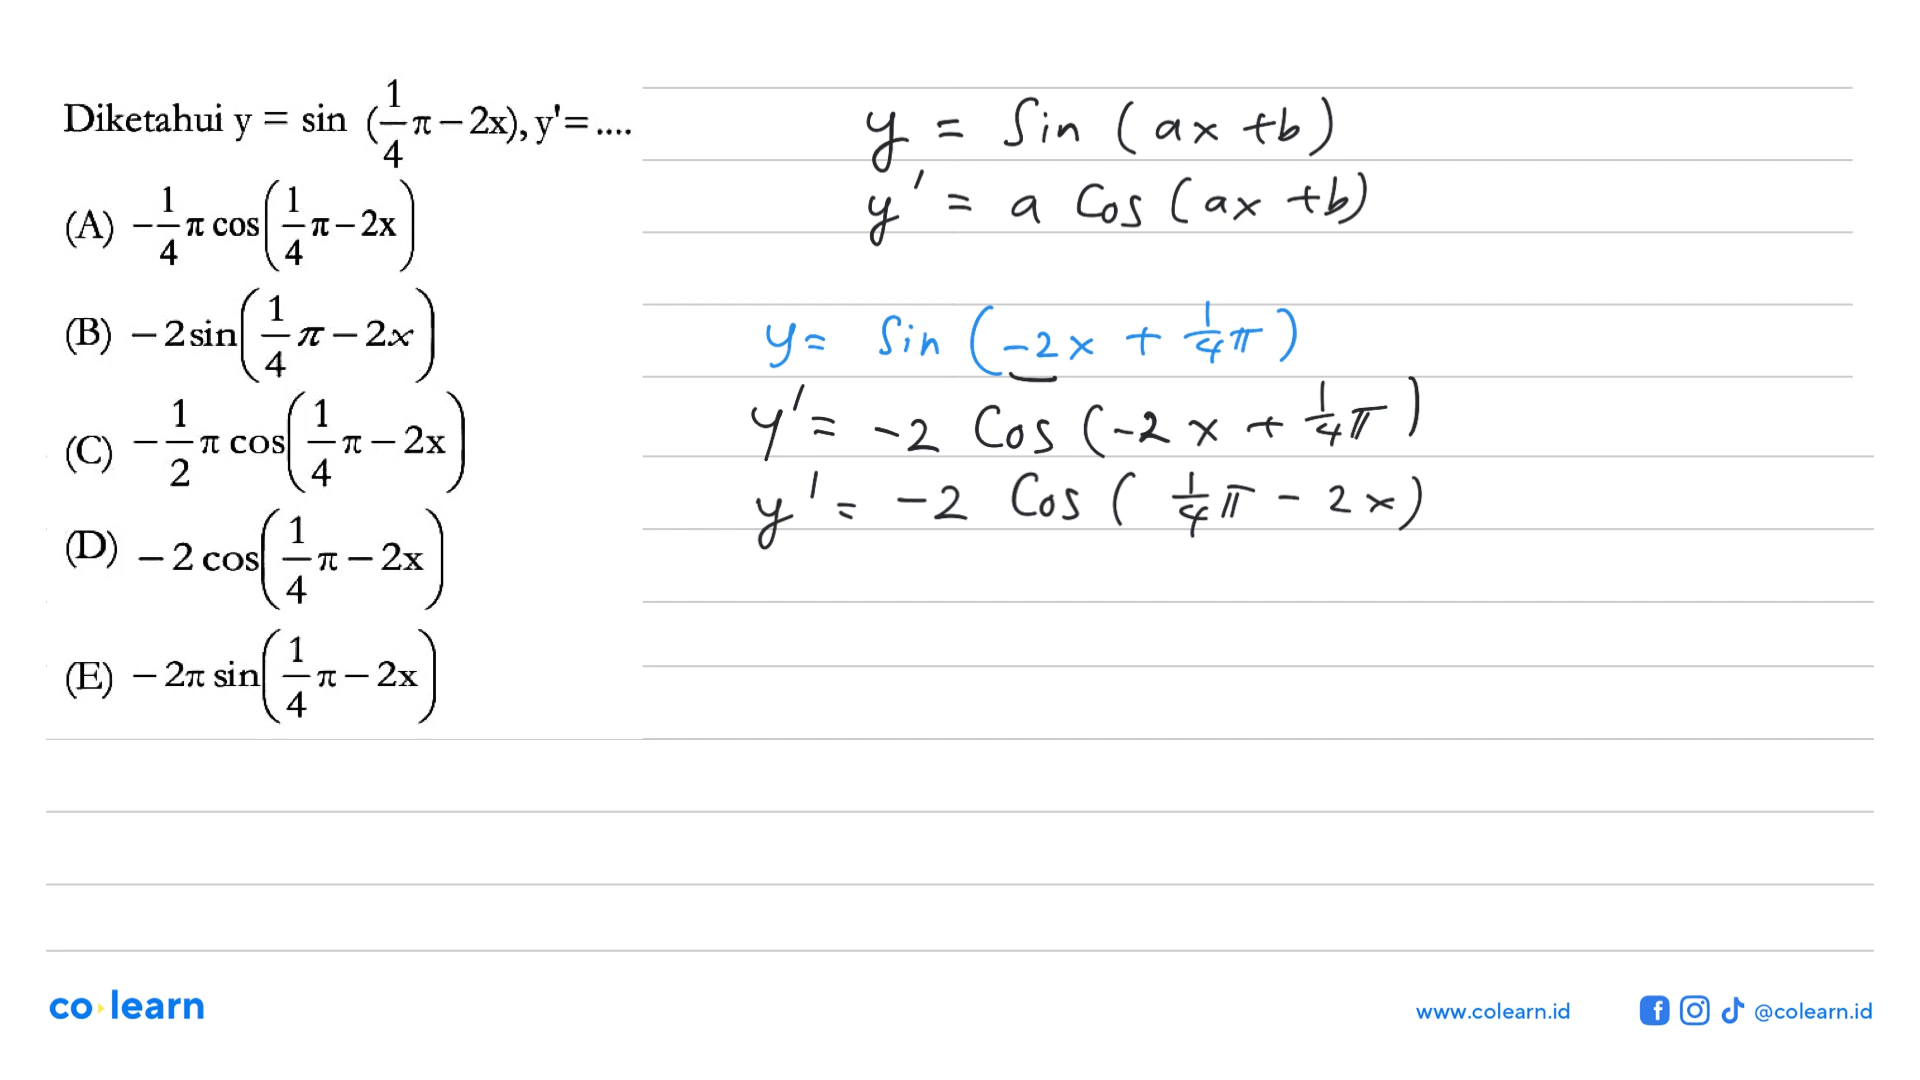 Diketahui y = sin (1/4 π − 2x), y' = ....
(A) −1/4 π cos(1/4 π − 2x)
(B) −2 sin(1/4 π − 2x)
(C) −1/2 π cos(1/4 π − 2x)
(D) −2 cos(1/4 π − 2x)
(E) −2π sin(1/4 π − 2x)
y = Sin (ax + b)
y' = a Cos (ax + b)
y = Sin (-2x + 1/4 π)
y' = -2 Cos (-2x + 1/4 π)
y' = -2 Cos (1/4 π - 2x)
co learn
www.colearn.id
@colearn.id